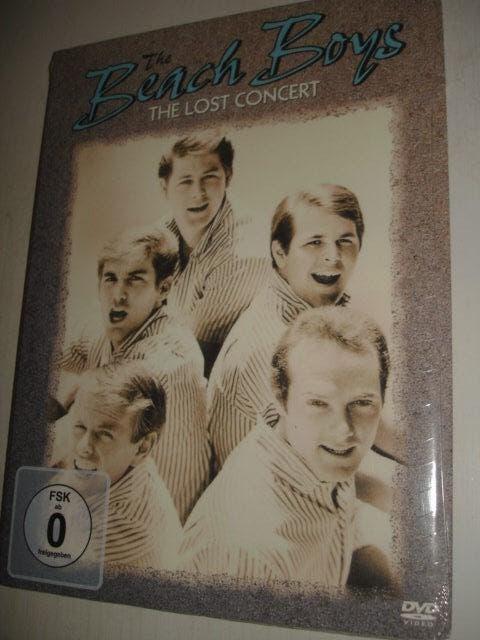 The
Beach Boys
THE LOST CONCERT
FSK
ab
0
freigegeben
DVD
VIDEO